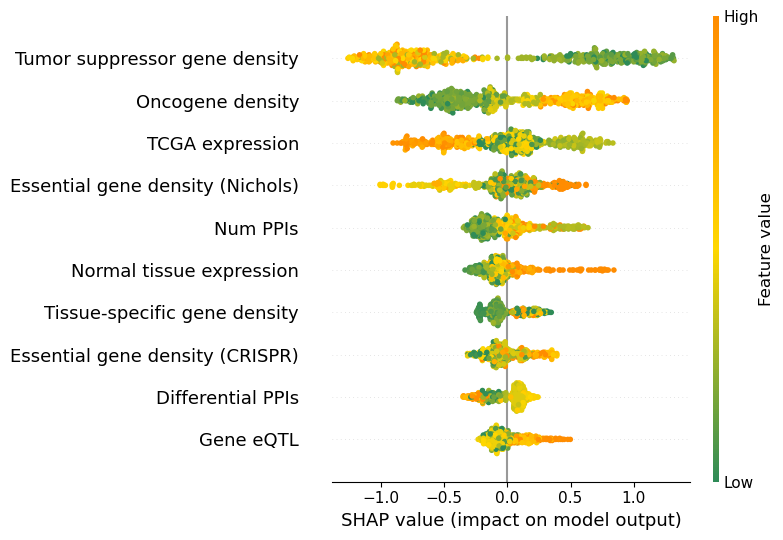 High
Tumor suppressor gene density
Oncogene density
TCGA expression
Essential gene density (Nichols)
Num PPIs
Normal tissue expression
Tissue-specific gene density
Essential gene density (CRISPR)
Differential PPIs
Gene eQTL
Feature value
Low
−1.0 −0.5 0.0 0.5 1.0
SHAP value (impact on model output)